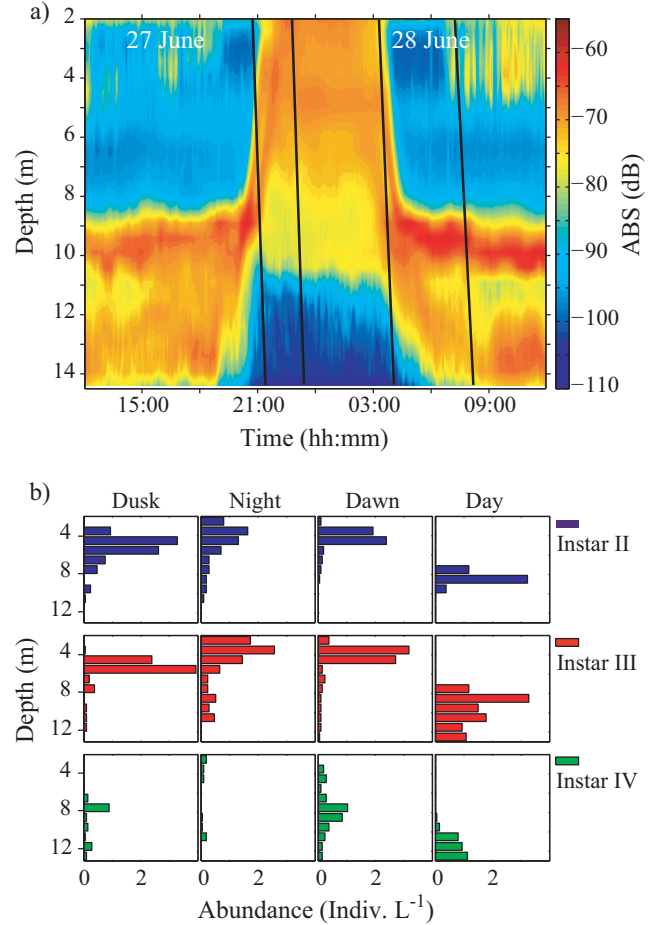 a)
27 June
28 June
2
4
6
8
10
12
14
Depth (m)
15:00
21:00
03:00
09:00
Time (hh:mm)
−60
−70
−80
−90
−100
−110
ABS (dB)
b)
Dusk
Night
Dawn
Day
4
8
12
Instar II
4
8
12
Depth (m)
Instar III
4
8
12
Instar IV
0
2
0
2
0
2
0
2
Abundance (Indiv. L⁻¹)